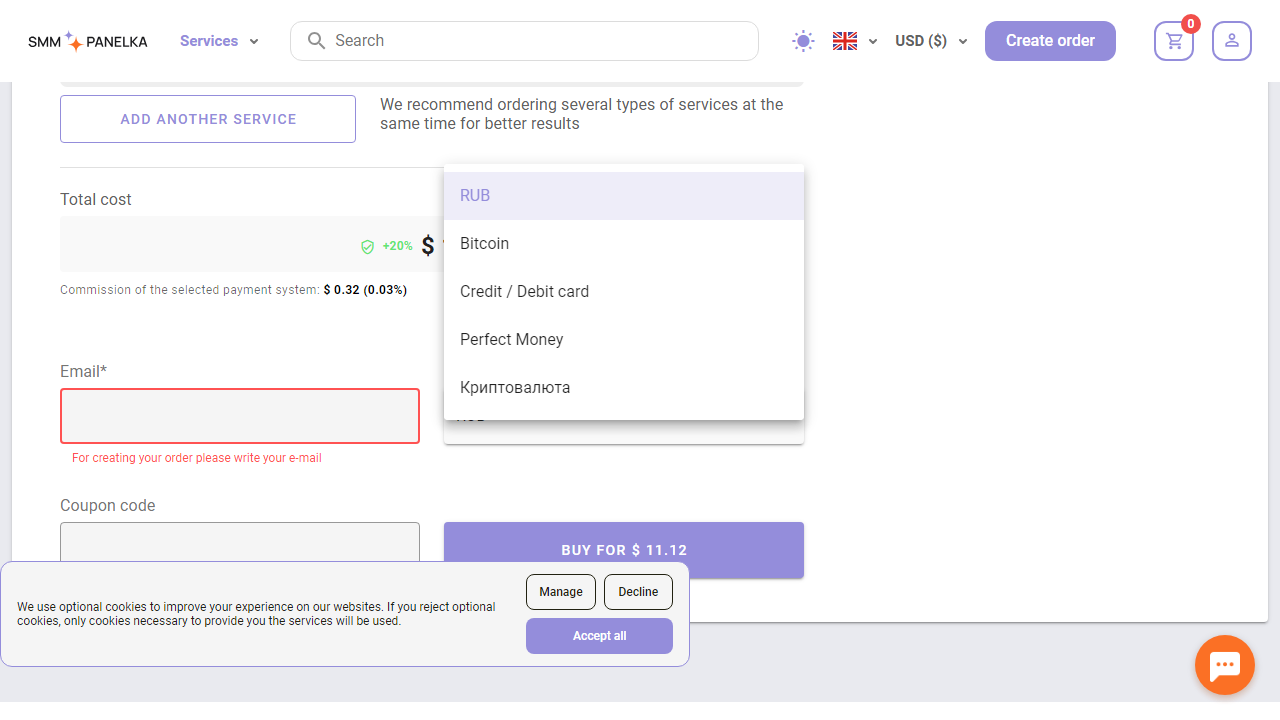 SMM PANELKA
Services
Search
USD ($)
Create order
0
ADD ANOTHER SERVICE
We recommend ordering several types of services at the
same time for better results
Total cost
+20%
$
Commission of the selected payment system: $ 0.32 (0.03%)
RUB
Bitcoin
Credit / Debit card
Perfect Money
Криптовалюта
Email*
For creating your order please write your e-mail
Coupon code
BUY FOR $ 11.12
We use optional cookies to improve your experience on our websites. If you reject optional
cookies, only cookies necessary to provide you the services will be used.
Manage
Decline
Accept all